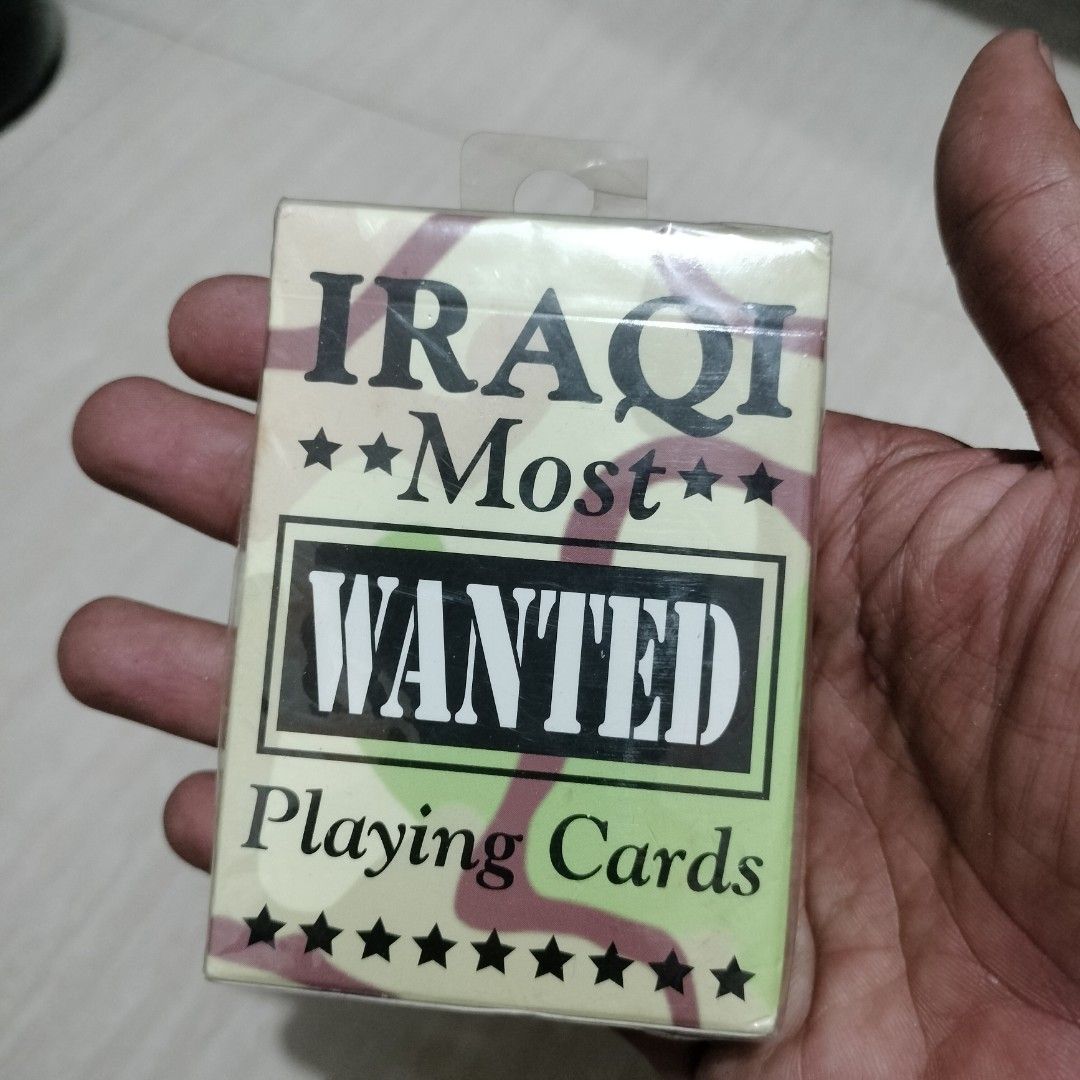 IRAQI
★★Most★★
WANTED
Playing Cards
★★★★★★★★★